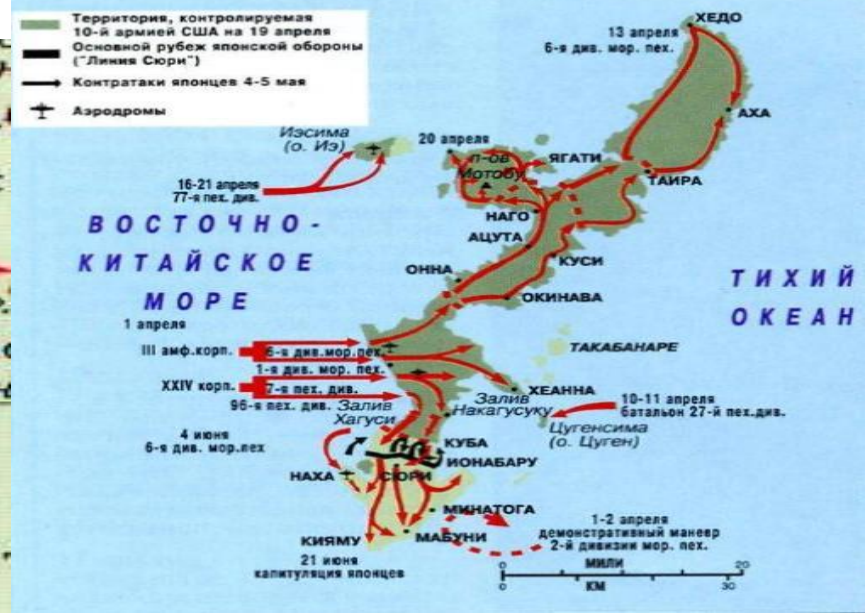 Территория, контролируемая
10-й армией США на 19 апреля
Основной рубеж японской обороны
("Линия Сюри")
Контратаки японцев 4-5 мая
Аэродромы
ХЕДО
13 апреля
6-я див. мор. пех.
АХА
Иэсима
(о. Иэ)
20 апреля
п-ов
Мотобу
ЯГАТИ
ТАИРА
16-21 апреля
77-я пех. див.
НАГО
АЦУТА
КУСИ
ВОСТОЧНО-
КИТАЙСКОЕ
МОРЕ
ОННА
ОКИНАВА
ТИХИЙ
ОКЕАН
1 апреля
III амф.корп.
6-я див.мор.пех.
1-я див. мор. пех.
XXIV корп.
7-я пех. див.
96-я пех. див.
ТАКАБАНАРЕ
ХЕАННА
Залив
Хагуси
Залив
Накагусуку
10-11 апреля
батальон 27-й пех.див.
Цугенсима
(о. Цуген)
4 июня
6-я див. мор.пех
КУБА
ИОНАБАРУ
НАХА
СЮРИ
МИНАТОГА
МАБУНИ
КИЯМУ
1-2 апреля
демонстративный маневр
2-й дивизии мор. пех.
21 июня
капитуляция японцев
МИЛИ
0 20
КМ
0 30